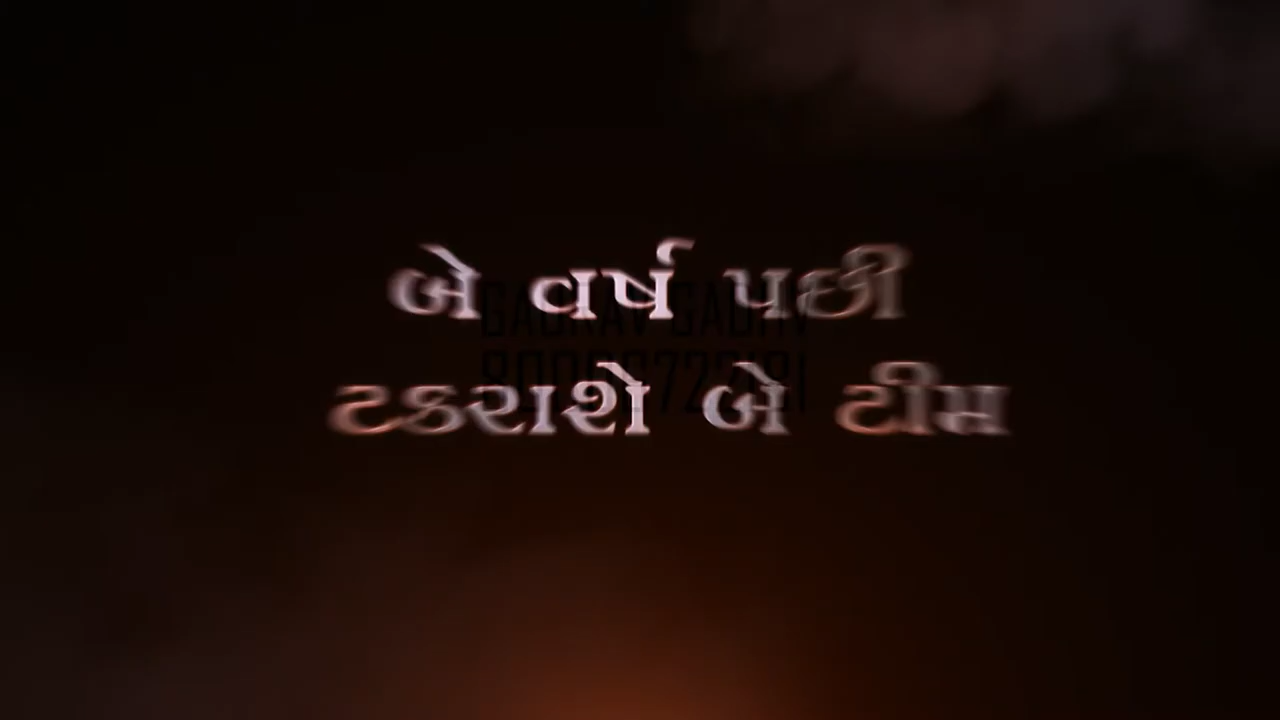 બે વર્ષ પછી
ટકરાશે બે ટીમ